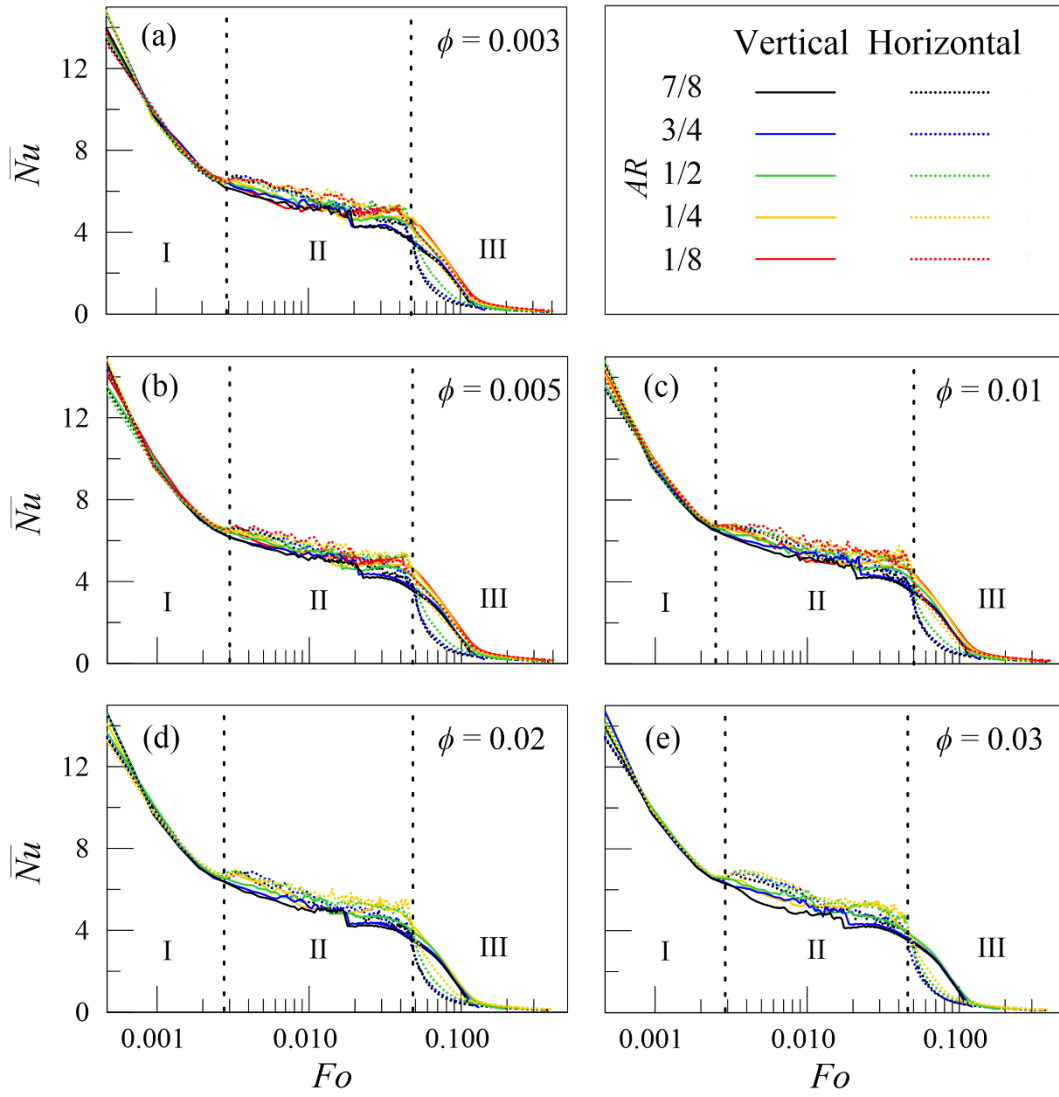 (a) ϕ = 0.003
12
8
4
0
N̅u̅
I II III
Vertical Horizontal
7/8
3/4
1/2
1/4
1/8
AR
(b) ϕ = 0.005
12
8
4
0
N̅u̅
I II III
(c) ϕ = 0.01
I II III
(d) ϕ = 0.02
12
8
4
0
N̅u̅
I II III
0.001 0.010 0.100
Fo
(e) ϕ = 0.03
I II III
0.001 0.010 0.100
Fo